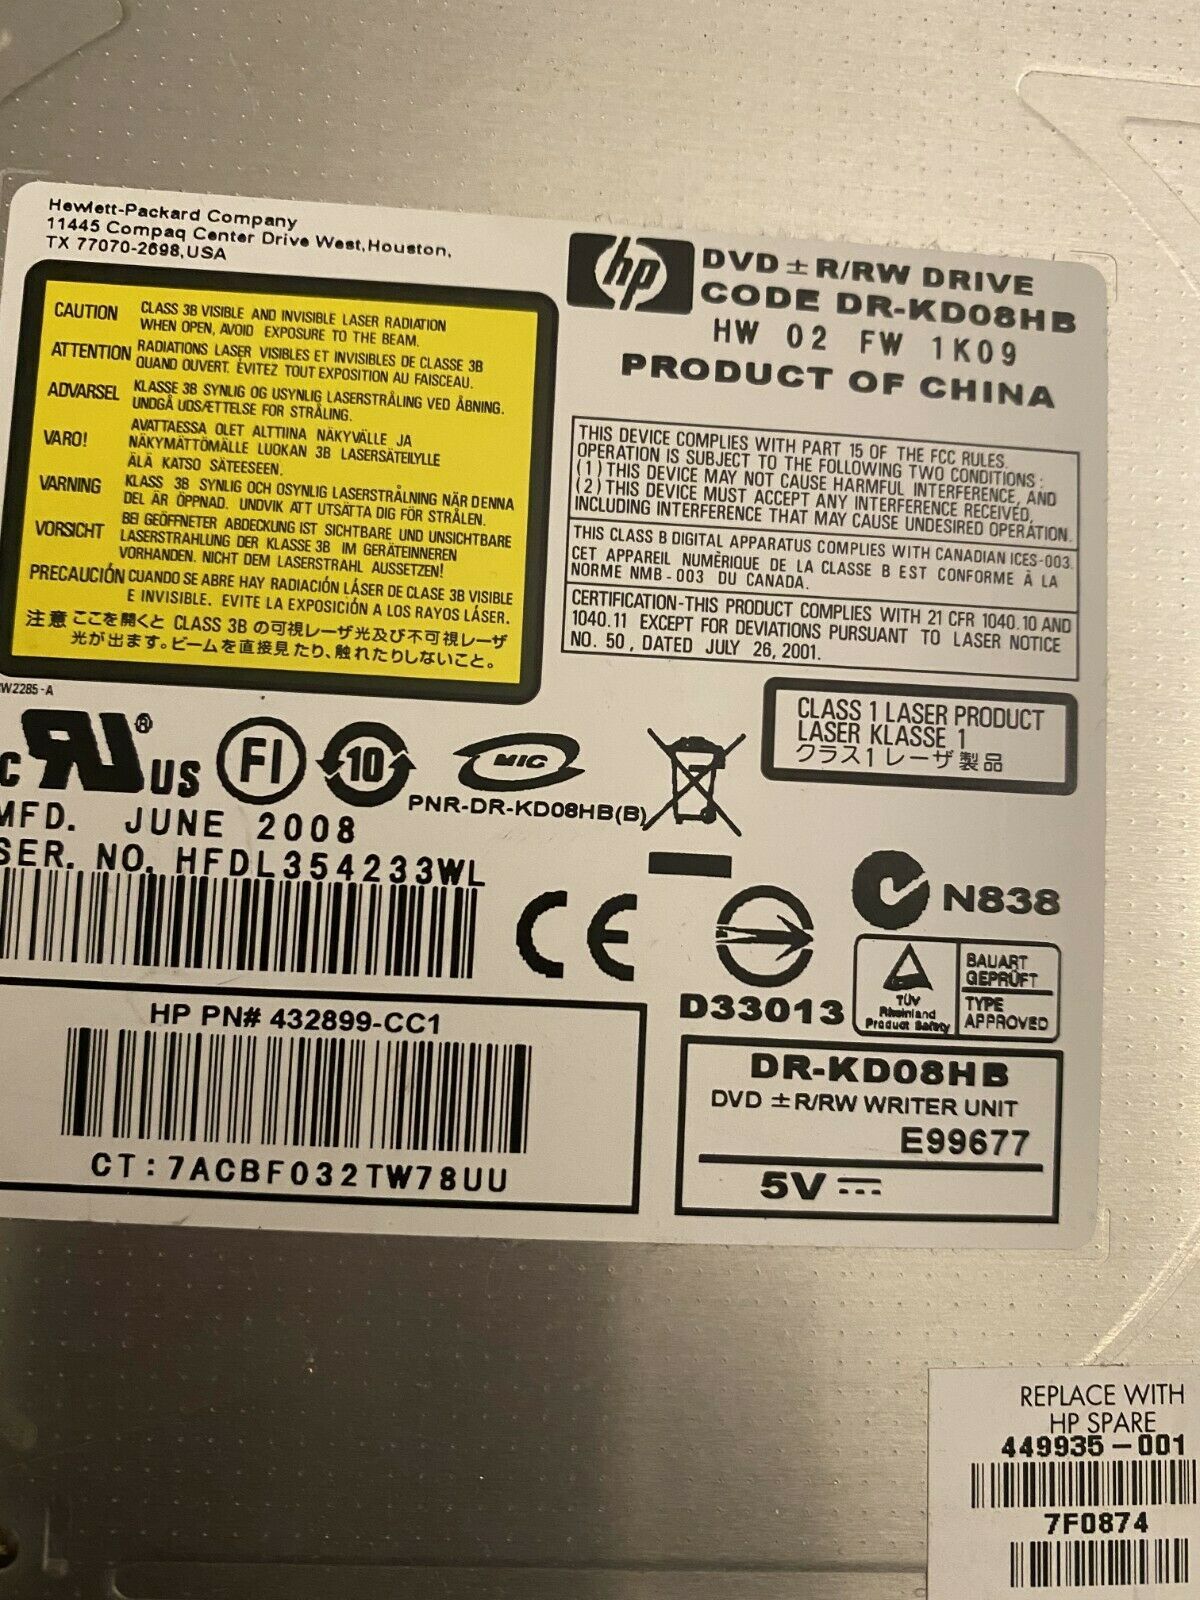 Hewlett-Packard Company
11445 Compaq Center Drive West, Houston,
TX 77070-2698, USA
CAUTION CLASS 3B VISIBLE AND INVISIBLE LASER RADIATION
WHEN OPEN, AVOID EXPOSURE TO THE BEAM.
ATTENTION RADIATIONS LASER VISIBLES ET INVISIBLES DE CLASSE 3B
QUAND OUVERT. ÉVITEZ TOUT EXPOSITION AU FAISCEAU.
ADVARSEL KLASSE 3B SYNLIG OG USYNLIG LASERSTRÅLING VED ÅBNING.
UNDGÅ UDSÆTTELSE FOR STRÅLING.
VARO! AVATTAESSA OLET ALTTIINA NÄKYVÄLLE JA
NÄKYMÄTTÖMÄLLE LUOKAN 3B LASERSÄTEILYLLE
ÄLÄ KATSO SÄTEESEEN.
VARNING KLASS 3B SYNLIG OCH OSYNLIG LASERSTRÅLNING NÄR DENNA
DEL ÄR ÖPPNAD. UNDVIK ATT UTSÄTTA DIG FÖR STRÅLEN.
VORSICHT BEI GEÖFFNETER ABDECKUNG IST SICHTBARE UND UNSICHTBARE
LASERSTRAHLUNG DER KLASSE 3B IM GERÄTEINNEREN
VORHANDEN. NICHT DEM LASERSTRAHL AUSSETZEN!
PRECAUCIÓN CUANDO SE ABRE HAY RADIACIÓN LÁSER DE CLASE 3B VISIBLE
E INVISIBLE. EVITE LA EXPOSICIÓN A LOS RAYOS LÁSER.
注意 ここを開くと CLASS 3B の可視レーザ光及び不可視レーザ
光が出ます。ビームを直接見たり、触れたりしないこと。
W2285-A
hp
DVD ± R/RW DRIVE
CODE DR-KD08HB
HW 02 FW 1K09
PRODUCT OF CHINA
THIS DEVICE COMPLIES WITH PART 15 OF THE FCC RULES.
OPERATION IS SUBJECT TO THE FOLLOWING TWO CONDITIONS:
(1) THIS DEVICE MAY NOT CAUSE HARMFUL INTERFERENCE, AND
(2) THIS DEVICE MUST ACCEPT ANY INTERFERENCE RECEIVED,
INCLUDING INTERFERENCE THAT MAY CAUSE UNDESIRED OPERATION.
THIS CLASS B DIGITAL APPARATUS COMPLIES WITH CANADIAN ICES-003.
CET APPAREIL NUMÈRIQUE DE LA CLASSE B EST CONFORME À LA
NORME NMB-003 DU CANADA.
CERTIFICATION-THIS PRODUCT COMPLIES WITH 21 CFR 1040.10 AND
1040.11 EXCEPT FOR DEVIATIONS PURSUANT TO LASER NOTICE
NO. 50, DATED JULY 26, 2001.
CLASS 1 LASER PRODUCT
LASER KLASSE 1
クラス1 レーザ製品
C RU ® US FI 10 MIC
PNR-DR-KD08HB(B)
MFD. JUNE 2008
SER. NO. HFDL354233WL
CE
N838
D33013
TÜV
Rheinland
Product Safety
BAUART
GEPRÜFT
TYPE
APPROVED
HP PN# 432899-CC1
CT:7ACBF032TW78UU
DR-KD08HB
DVD ±R/RW WRITER UNIT
E99677
5V
REPLACE WITH
HP SPARE
449935-001
7F0874